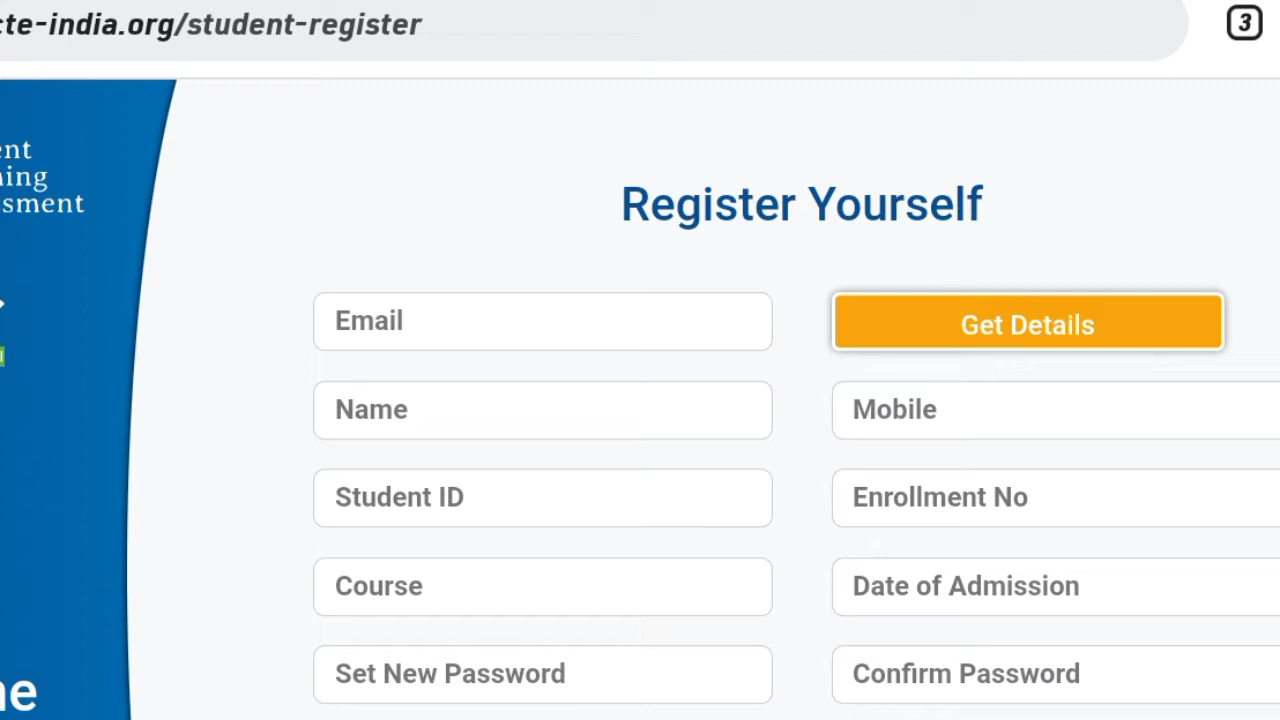 cte-india.org/student-register
3
ent
ning
sment
Register Yourself
Email
Get Details
Name
Mobile
Student ID
Enrollment No
Course
Date of Admission
Set New Password
Confirm Password
ne